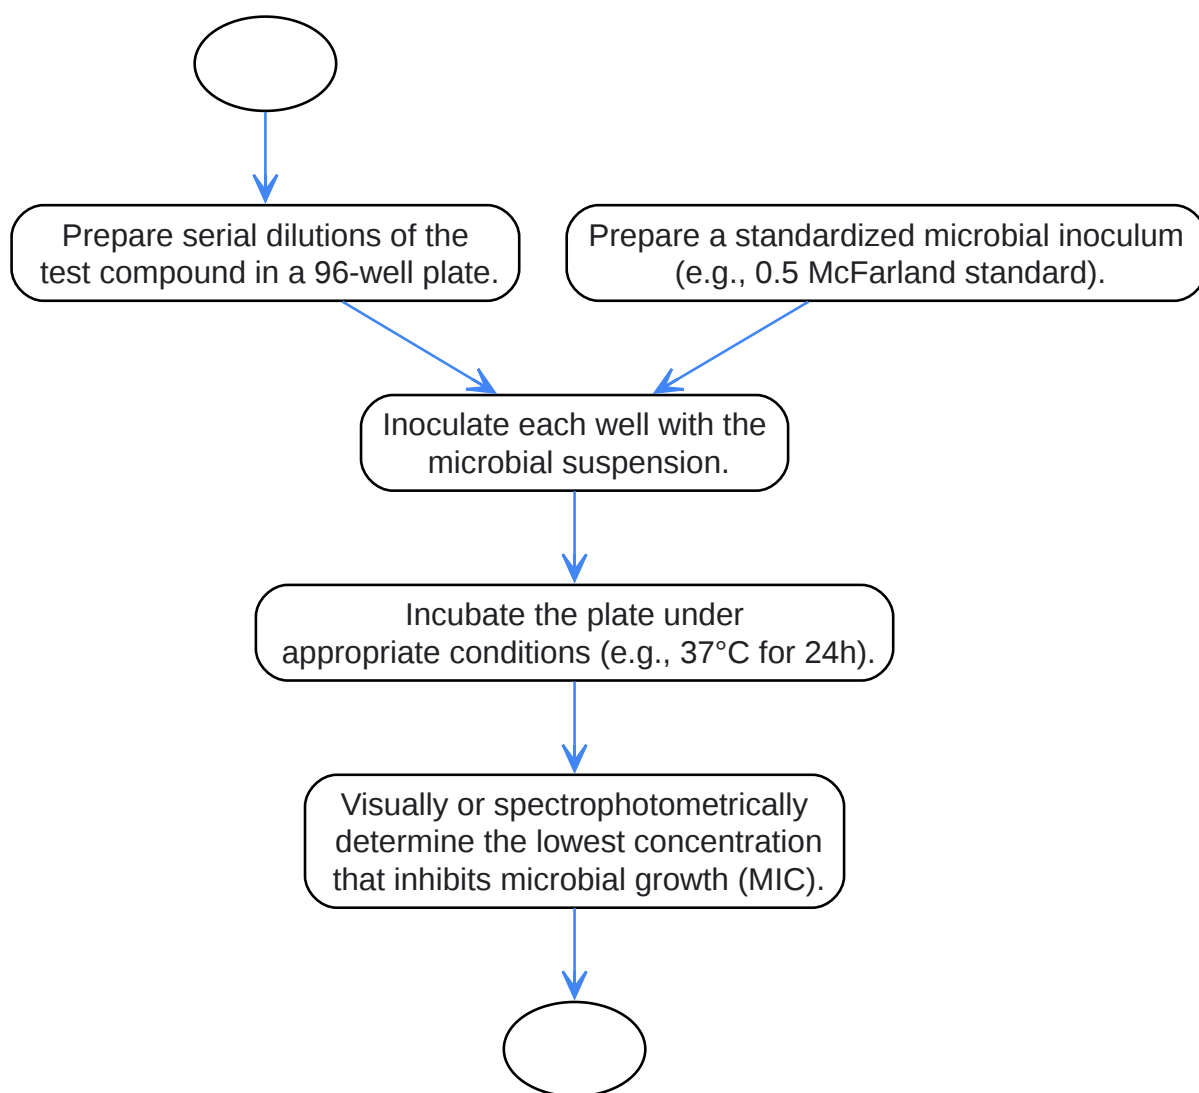 Prepare serial dilutions of the
test compound in a 96-well plate.
Prepare a standardized microbial inoculum
(e.g., 0.5 McFarland standard).
Inoculate each well with the
microbial suspension.
Incubate the plate under
appropriate conditions (e.g., 37°C for 24h).
Visually or spectrophotometrically
determine the lowest concentration
that inhibits microbial growth (MIC).